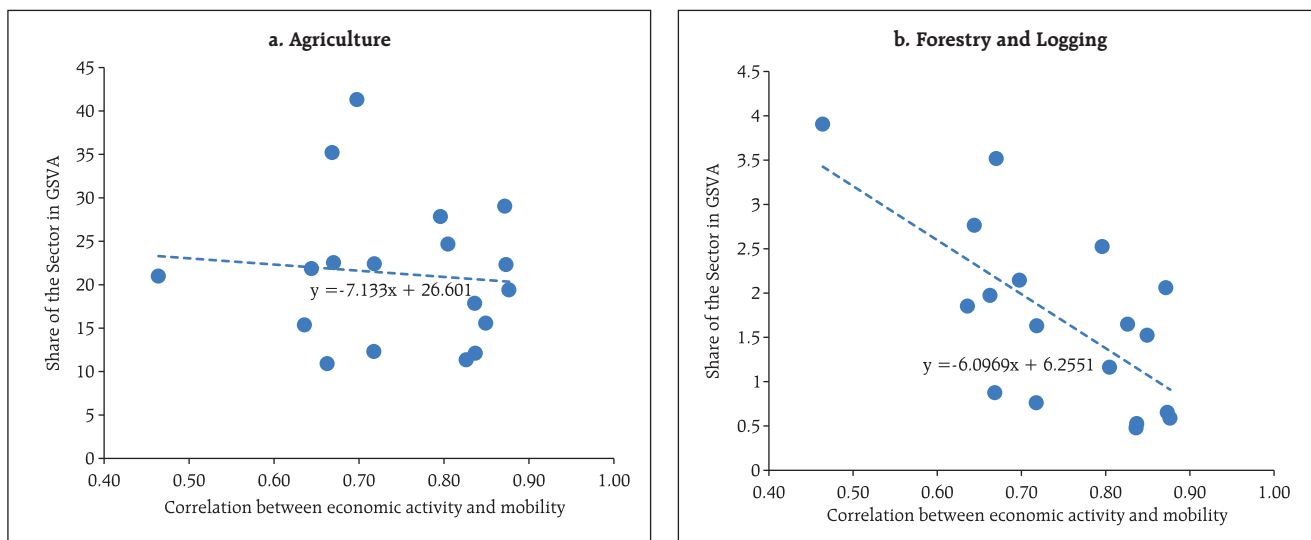 a. Agriculture
45
40
35
30
25
20
15
10
5
0
Share of the Sector in GSVA
y =-7.133x + 26.601
0.40 0.50 0.60 0.70 0.80 0.90 1.00
Correlation between economic activity and mobility
b. Forestry and Logging
4.5
4
3.5
3
2.5
2
1.5
1
0.5
0
Share of the Sector in GSVA
y =-6.0969x + 6.2551
0.40 0.50 0.60 0.70 0.80 0.90 1.00
Correlation between economic activity and mobility